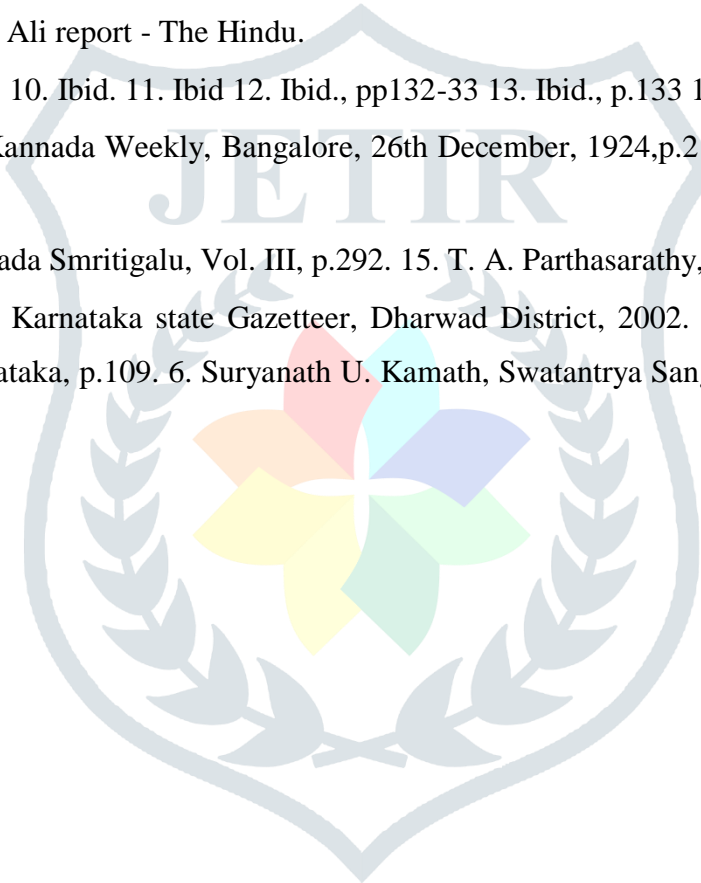 Ali report - The Hindu.
10. Ibid. 11. Ibid 12. Ibid., pp132-33 13. Ibid., p.133 1
Kannada Weekly, Bangalore, 26th December, 1924,p.2
JETIR
ada Smritigalu, Vol. III, p.292. 15. T. A. Parthasarathy,
Karnataka state Gazetteer, Dharwad District, 2002.
ataka, p.109. 6. Suryanath U. Kamath, Swatantrya Sang